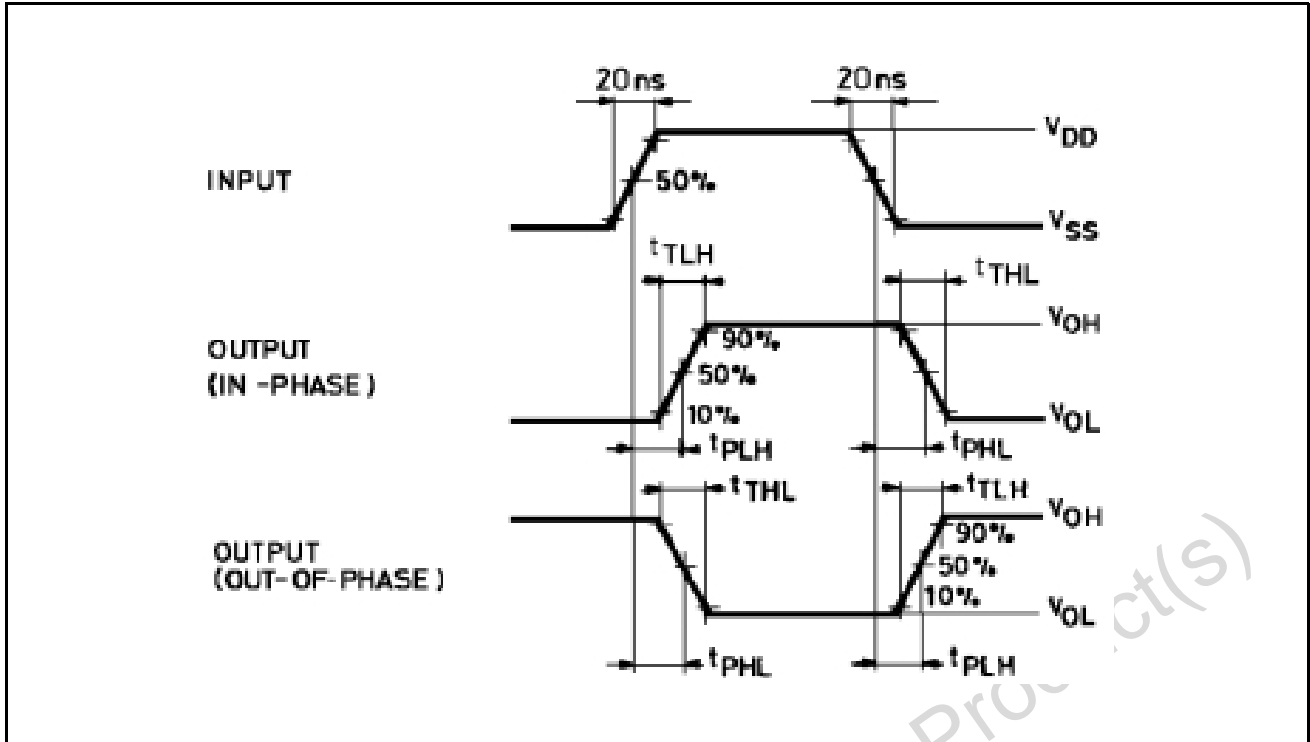 20ns 20ns
VDD
INPUT 50%
VSS
tTLH tTHL
VOH
90%
OUTPUT
(IN -PHASE)
50%
10%
VOL
tPLH tPHL
tTHL tTLH
VOH
90%
OUTPUT
(OUT-OF-PHASE)
50%
10%
VOL
tPHL tPLH